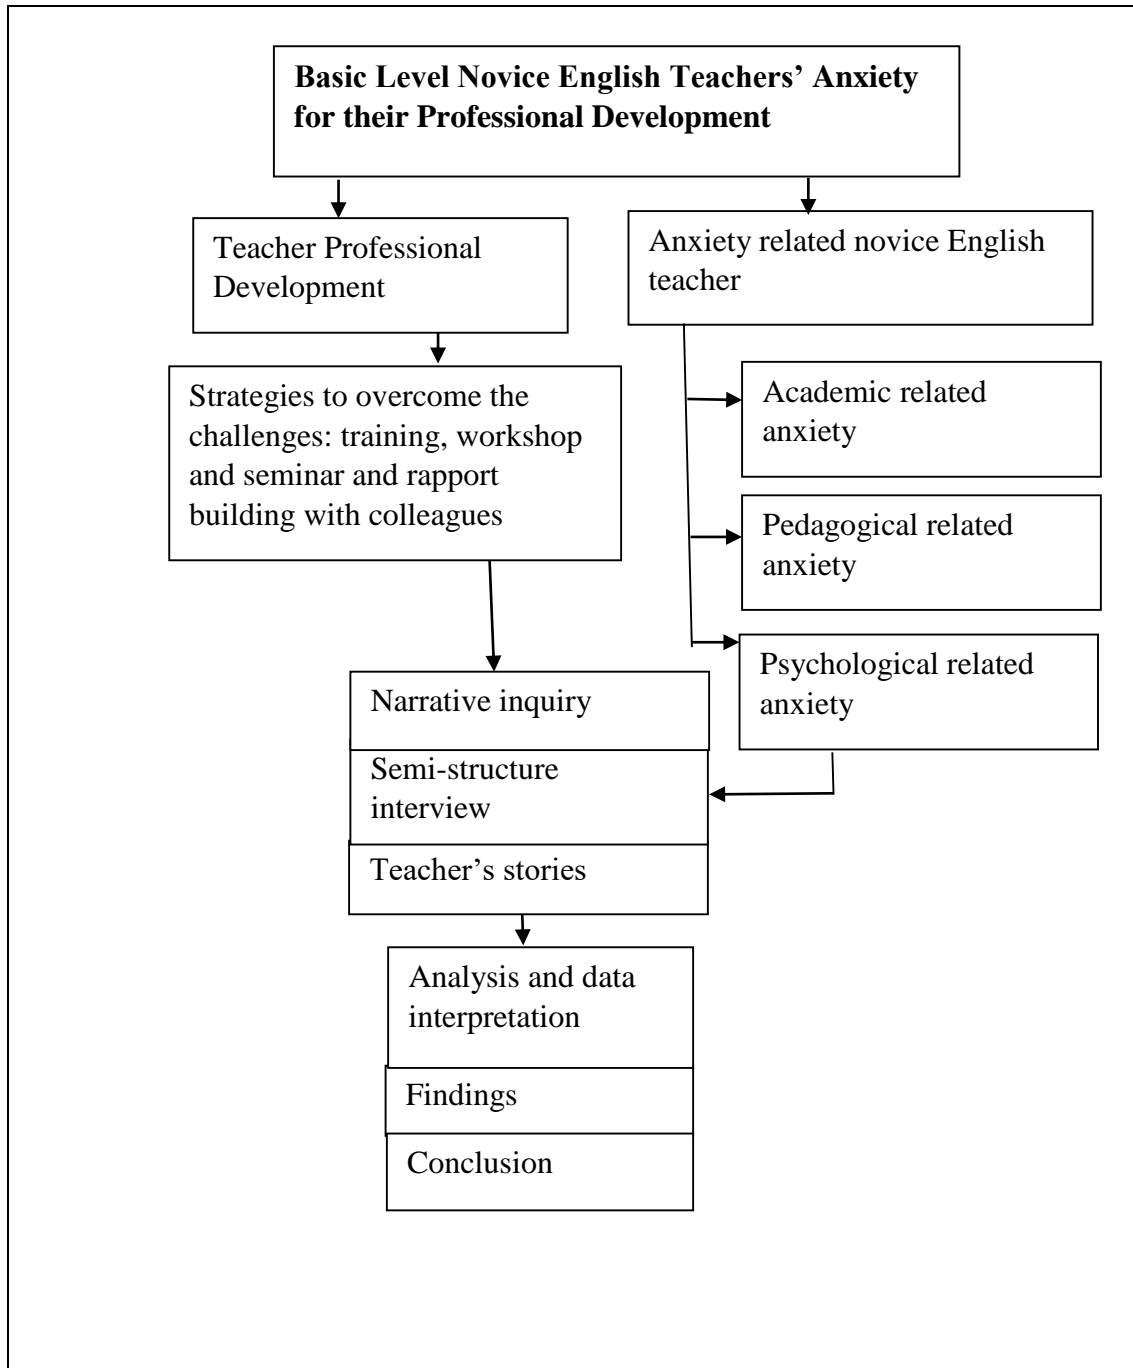 Basic Level Novice English Teachers’ Anxiety
for their Professional Development
Teacher Professional
Development
Anxiety related novice English
teacher
Strategies to overcome the
challenges: training, workshop
and seminar and rapport
building with colleagues
Academic related
anxiety
Pedagogical related
anxiety
Psychological related
anxiety
Narrative inquiry
Semi-structure
interview
Teacher’s stories
Analysis and data
interpretation
Findings
Conclusion